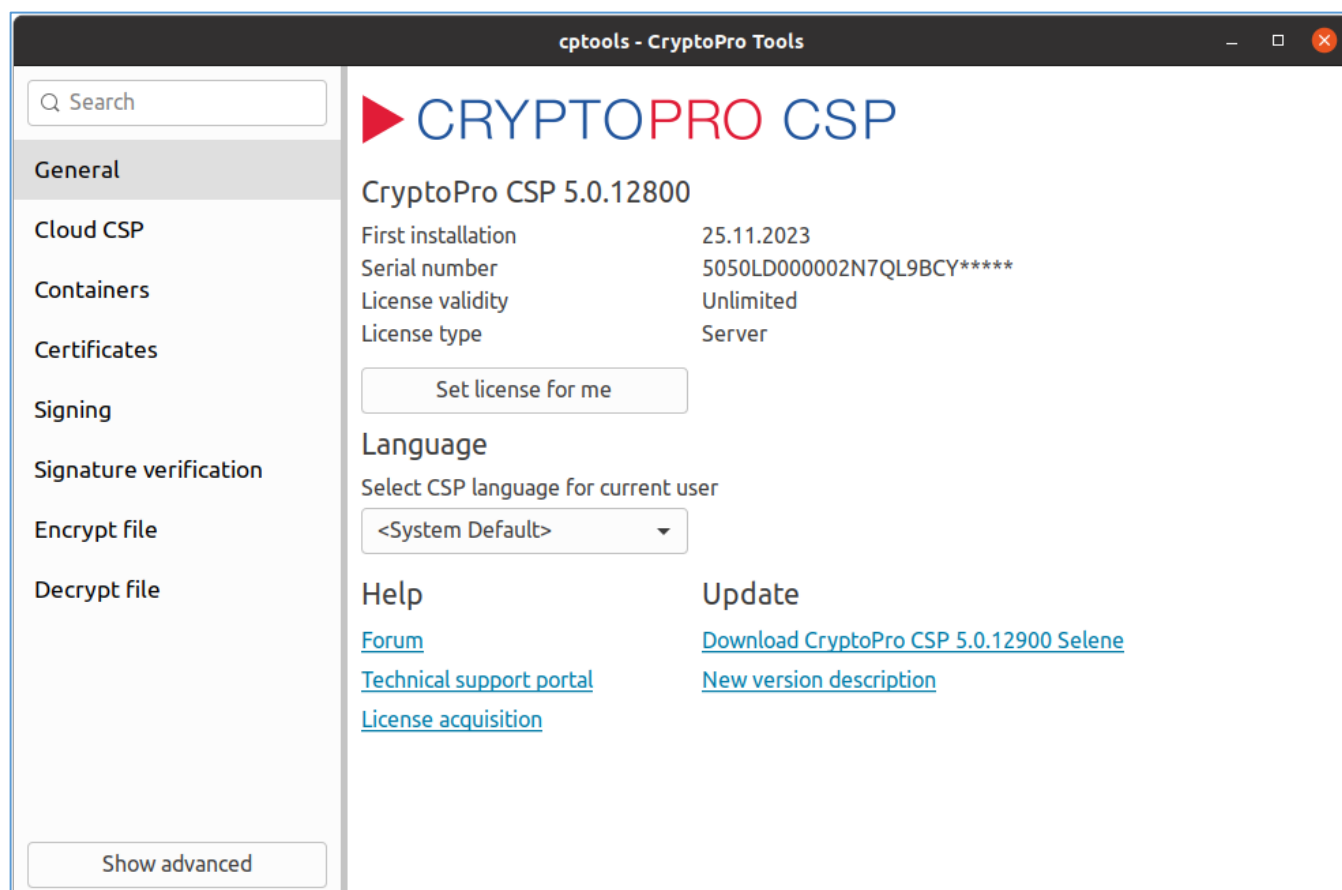 cptools - CryptoPro Tools
Search
General
Cloud CSP
Containers
Certificates
Signing
Signature verification
Encrypt file
Decrypt file
Show advanced
CRYPTOPRO CSP
CryptoPro CSP 5.0.12800
First installation 25.11.2023
Serial number 5050LD000002N7QL9BCY*****
License validity Unlimited
License type Server
Set license for me
Language
Select CSP language for current user
<System Default>
Help Update
Forum Download CryptoPro CSP 5.0.12900 Selene
Technical support portal New version description
License acquisition